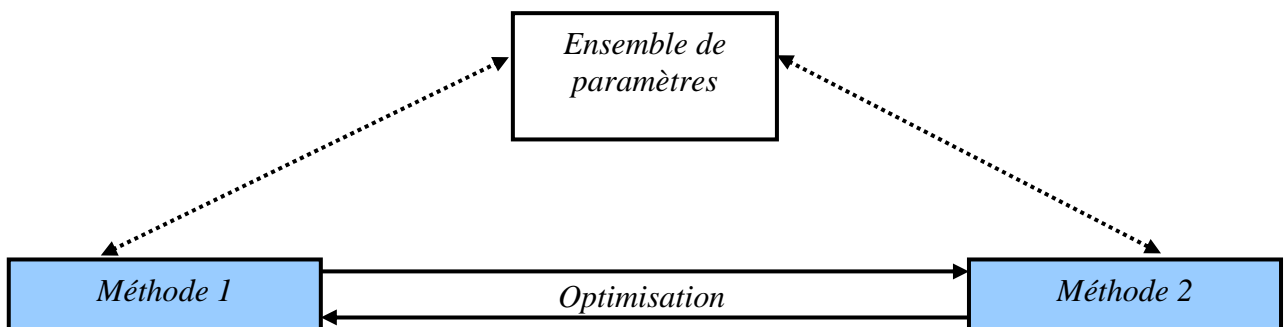 Ensemble de
paramètres
Méthode 1
Optimisation
Méthode 2